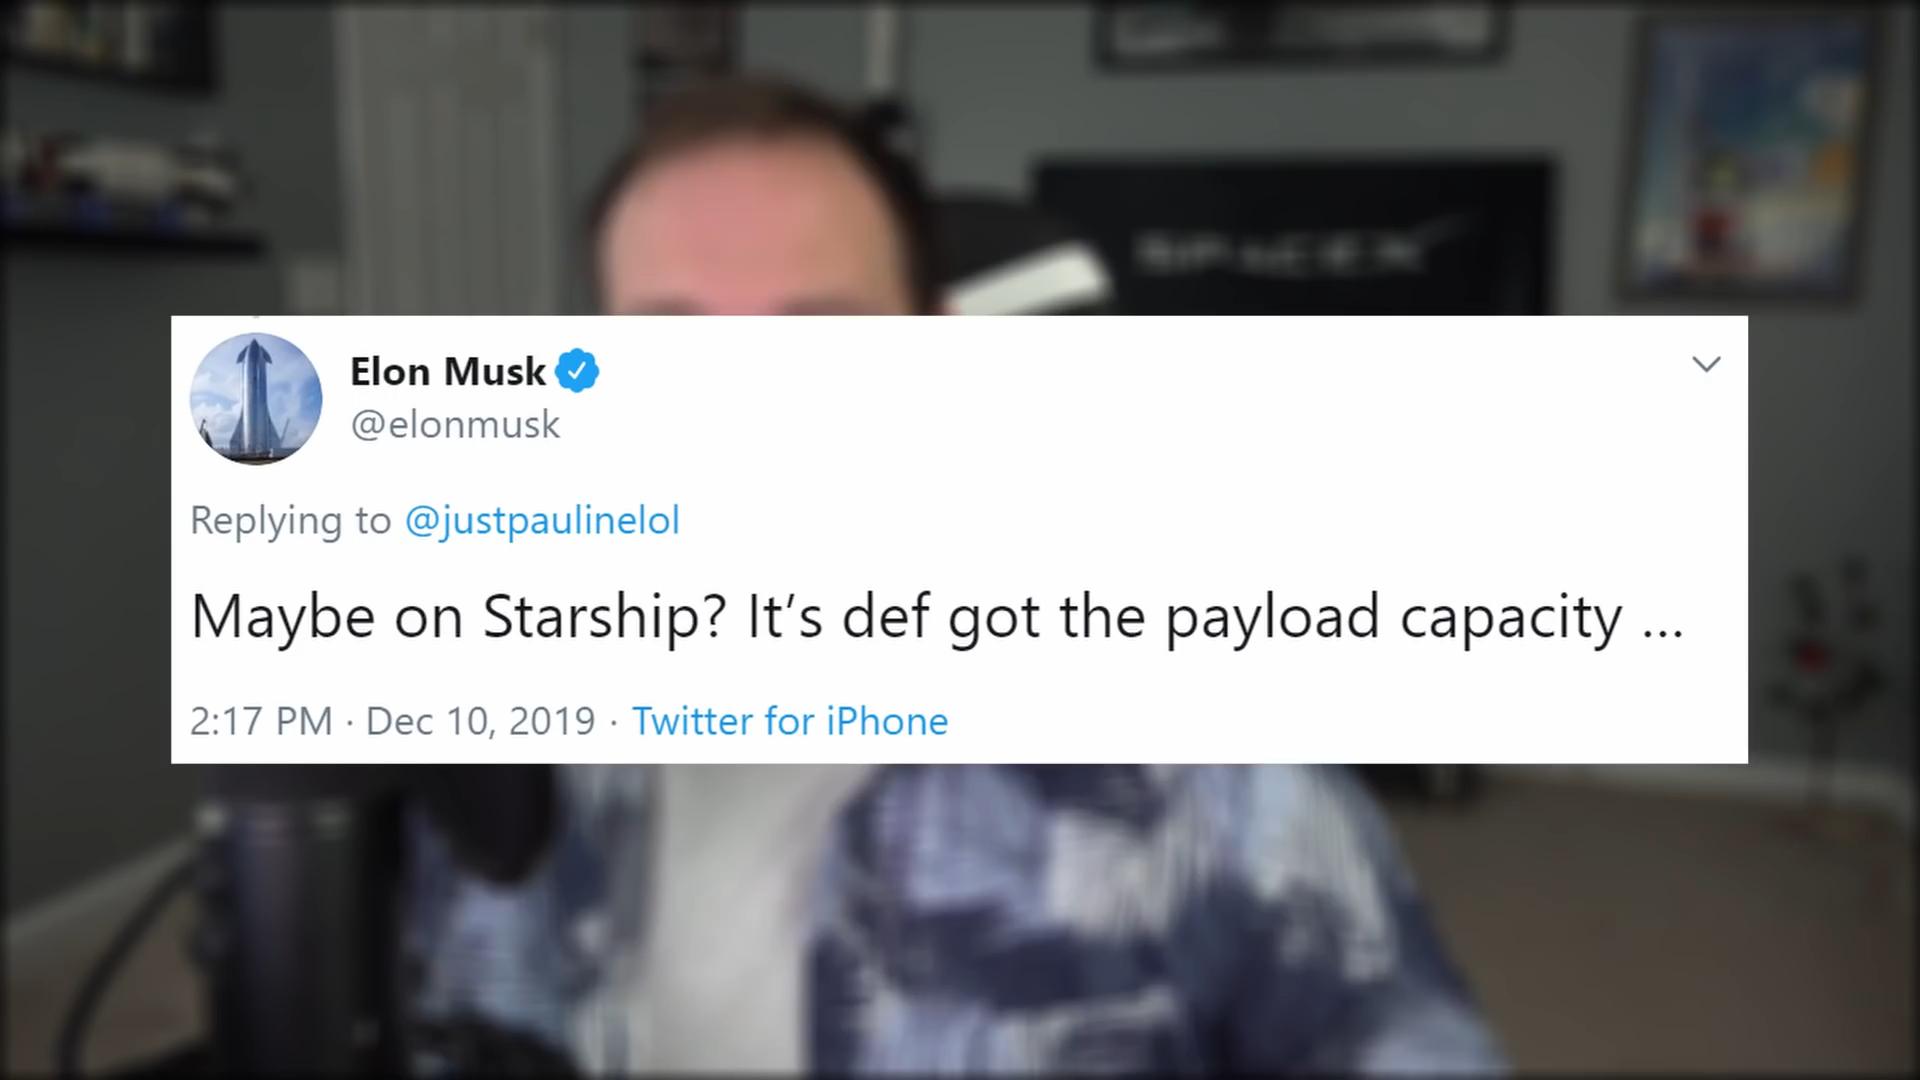 SPACEX
Elon Musk
@elonmusk
Replying to @justpaulinelol
Maybe on Starship? It’s def got the payload capacity ...
2:17 PM · Dec 10, 2019 · Twitter for iPhone